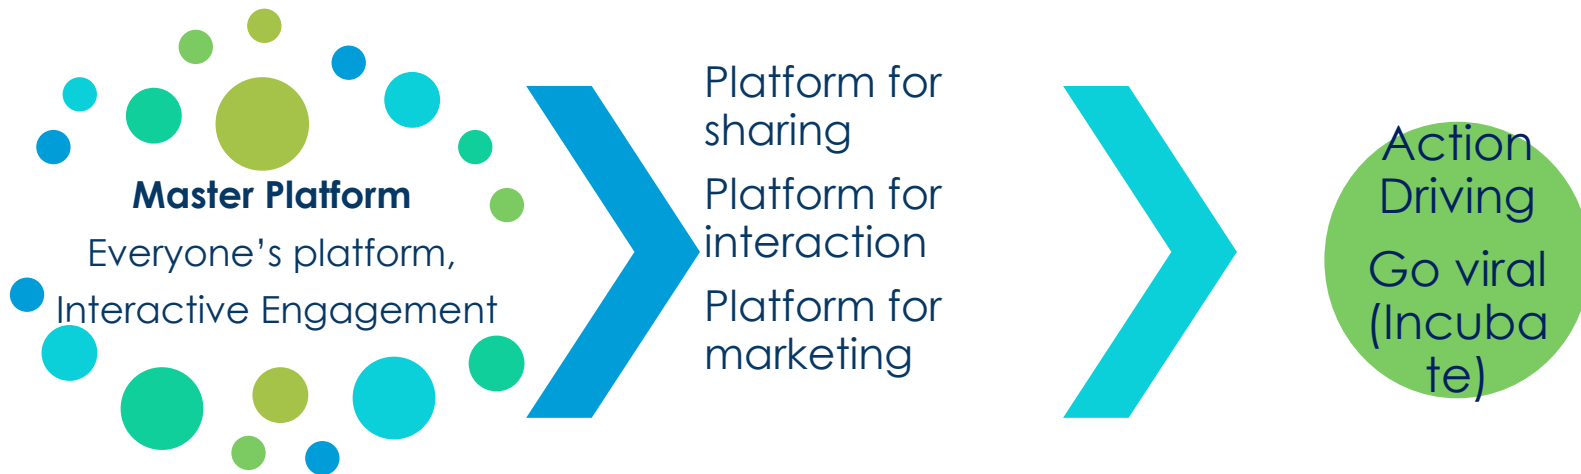 Master Platform
Everyone’s platform,
Interactive Engagement
Platform for
sharing
Platform for
interaction
Platform for
marketing
Action
Driving
Go viral
(Incuba
te)